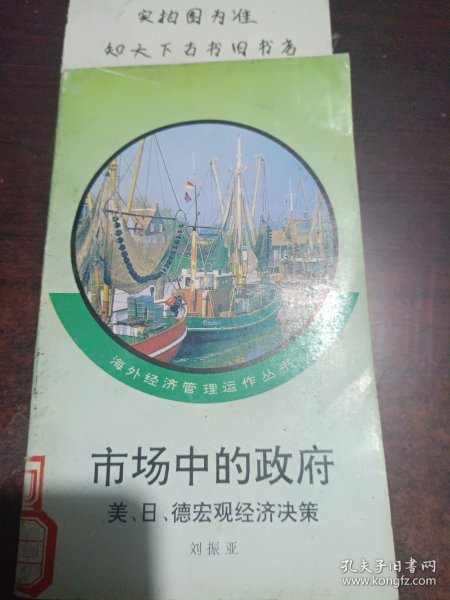 实拍图为准
知天下古书旧书店
海外经济管理运作丛书
市场中的政府
美、日、德宏观经济决策
刘振亚
孔夫子旧书网
www.kongfz.com